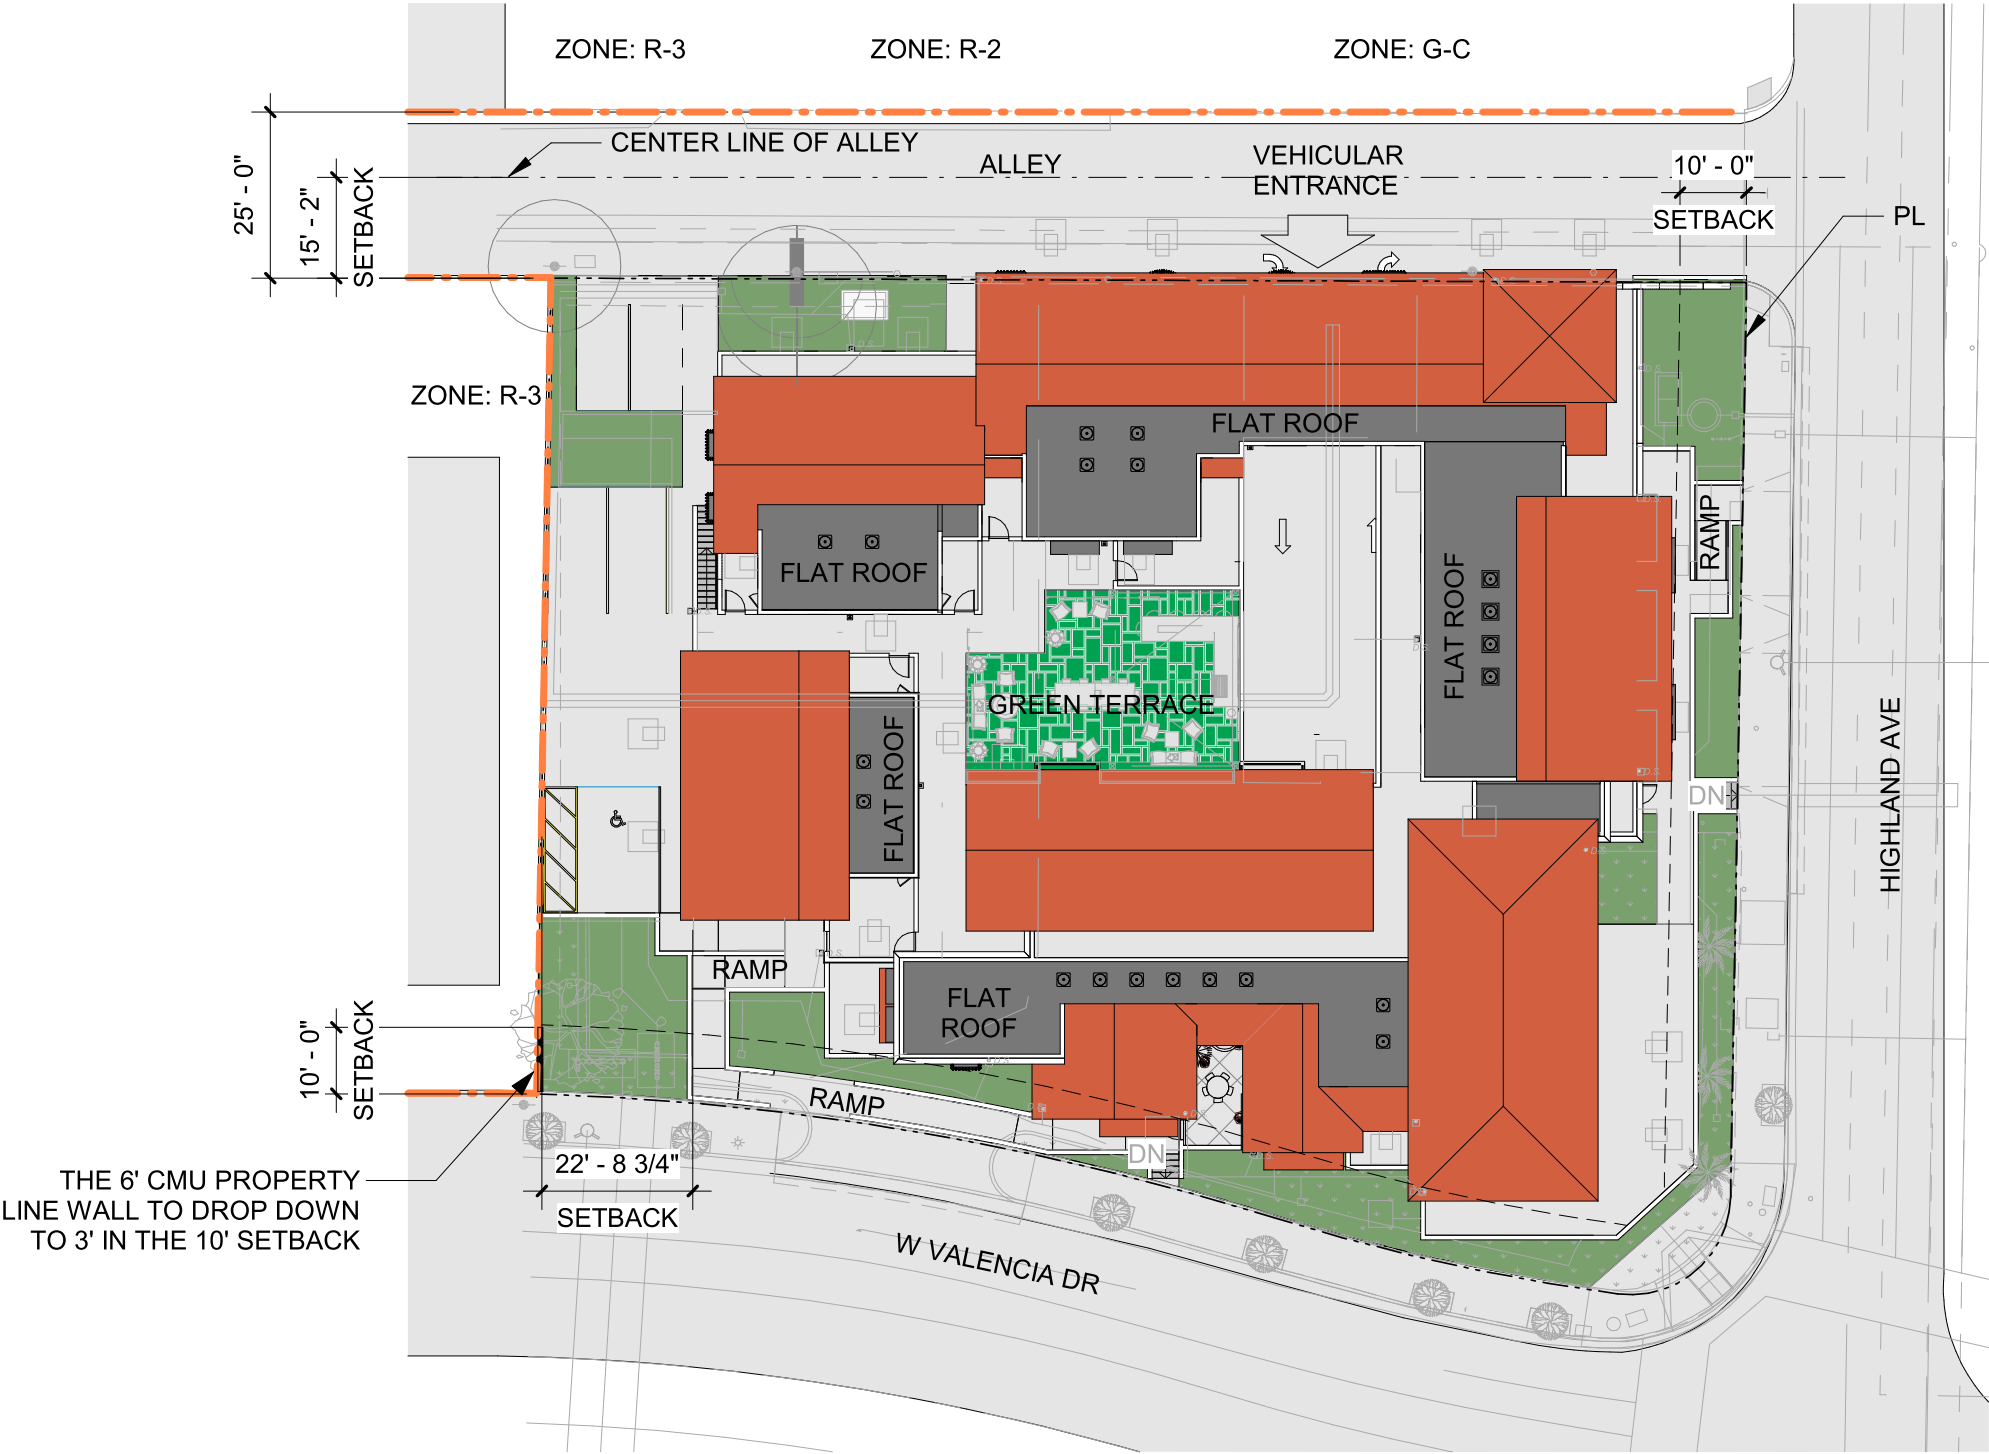 ZONE: R-3
ZONE: R-2
ZONE: G-C
CENTER LINE OF ALLEY
ALLEY
VEHICULAR
ENTRANCE
10' - 0"
SETBACK
PL
25' - 0"
15' - 2"
SETBACK
ZONE: R-3
FLAT ROOF
FLAT ROOF
FLAT ROOF
RAMP
GREEN TERRACE
FLAT ROOF
HIGHLAND AVE
DN
RAMP
FLAT
ROOF
10' - 0"
SETBACK
RAMP
DN
22' - 8 3/4"
SETBACK
THE 6' CMU PROPERTY
LINE WALL TO DROP DOWN
TO 3' IN THE 10' SETBACK
W VALENCIA DR